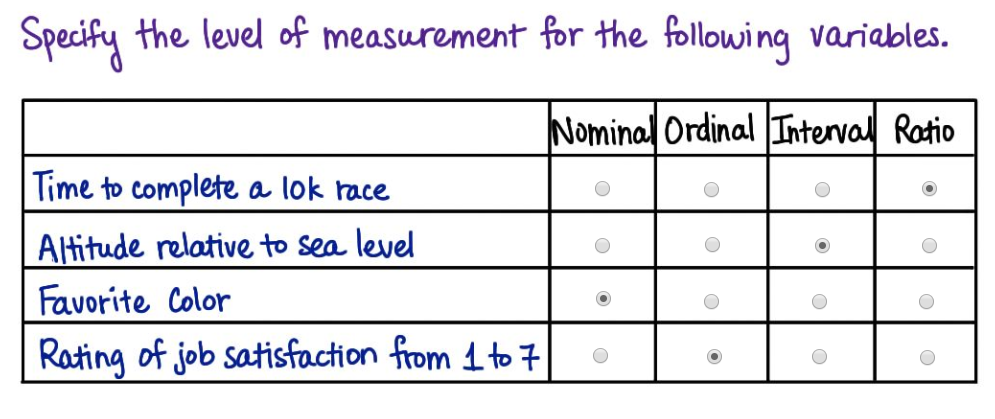 Specify the level of measurement for the following variables.
Nominal Ordinal Interval Ratio
Time to complete a 10k race
Altitude relative to sea level
Favorite Color
Rating of job satisfaction from 1 to 7